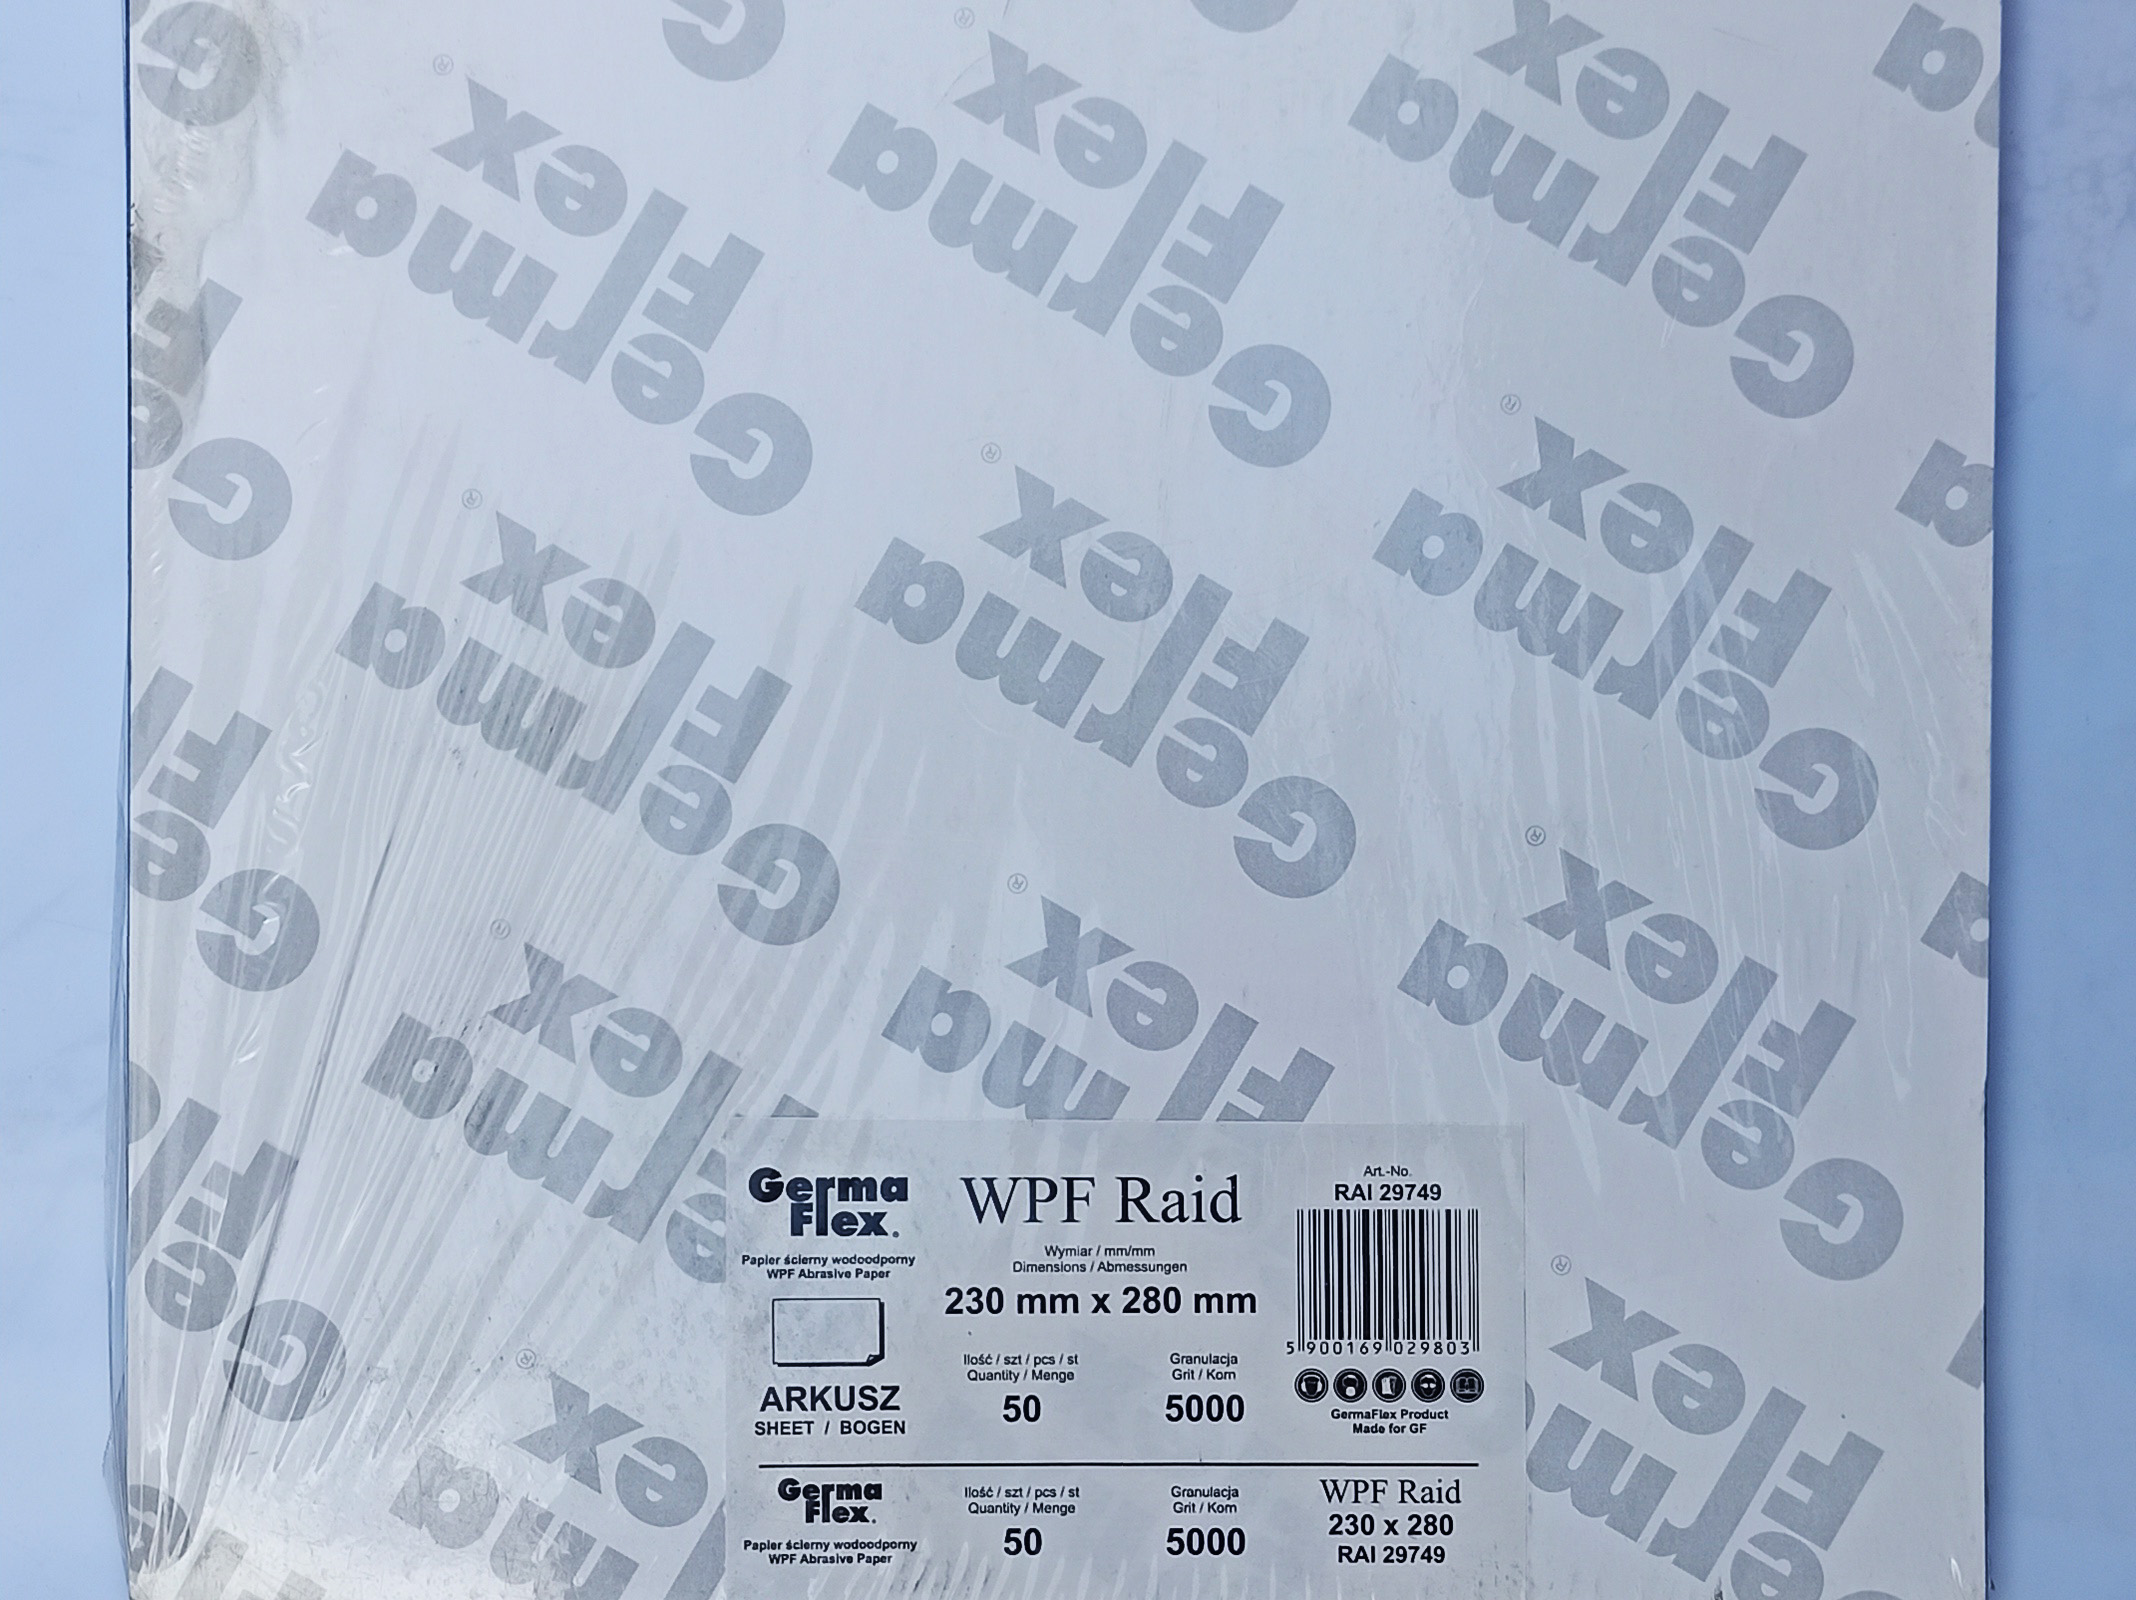 Germa
Flex®
Germa
Flex®
Germa
Flex®
Germa
Flex®
Germa
Flex®
Germa
Flex®
Germa
Flex®
Germa
Flex®
Germa
Flex®
Germa
Flex.
Papier ścierny wodoodporny
WPF Abrasive Paper
ARKUSZ
SHEET / BOGEN
WPF Raid
Wymiar / mm/mm
Dimensions / Abmessungen
230 mm x 280 mm
Ilość / szt / pcs / st
Quantity / Menge
50
Granulacja
Grit / Korn
5000
Art.-No.
RAI 29749
5 900169 029803
GermaFlex Product
Made for GF
Germa
Flex.
Papier ścierny wodoodporny
WPF Abrasive Paper
Ilość / szt / pcs / st
Quantity / Menge
50
Granulacja
Grit / Korn
5000
WPF Raid
230 x 280
RAI 29749